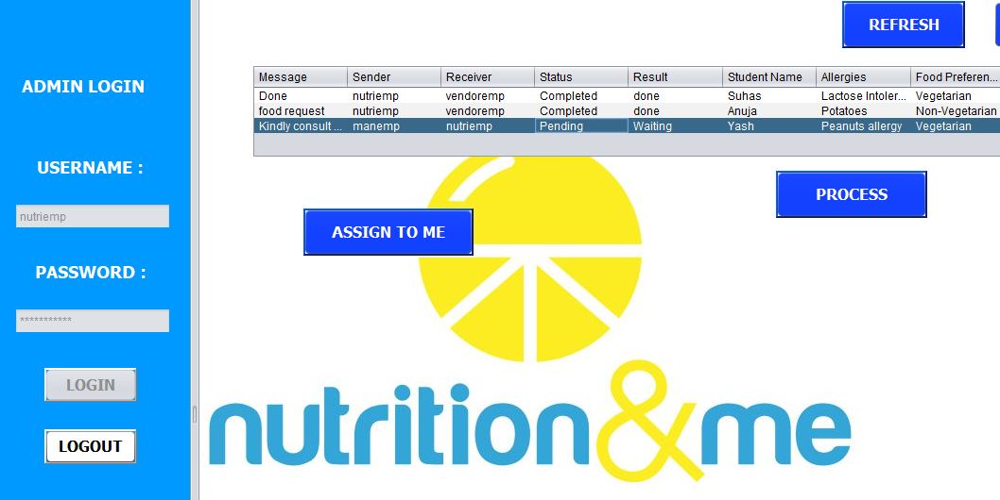 REFRESH
ADMIN LOGIN
USERNAME :
nutriemp
PASSWORD :
***********
LOGIN
LOGOUT
Message Sender Receiver Status Result Student Name Allergies Food Preferen...
Done nutriemp vendoremp Completed done Suhas Lactose Intoler... Vegetarian
food request nutriemp vendoremp Completed done Anuja Potatoes Non-Vegetarian
Kindly consult ... manemp nutriemp Pending Waiting Yash Peanuts allergy Vegetarian
PROCESS
ASSIGN TO ME
nutrition&me